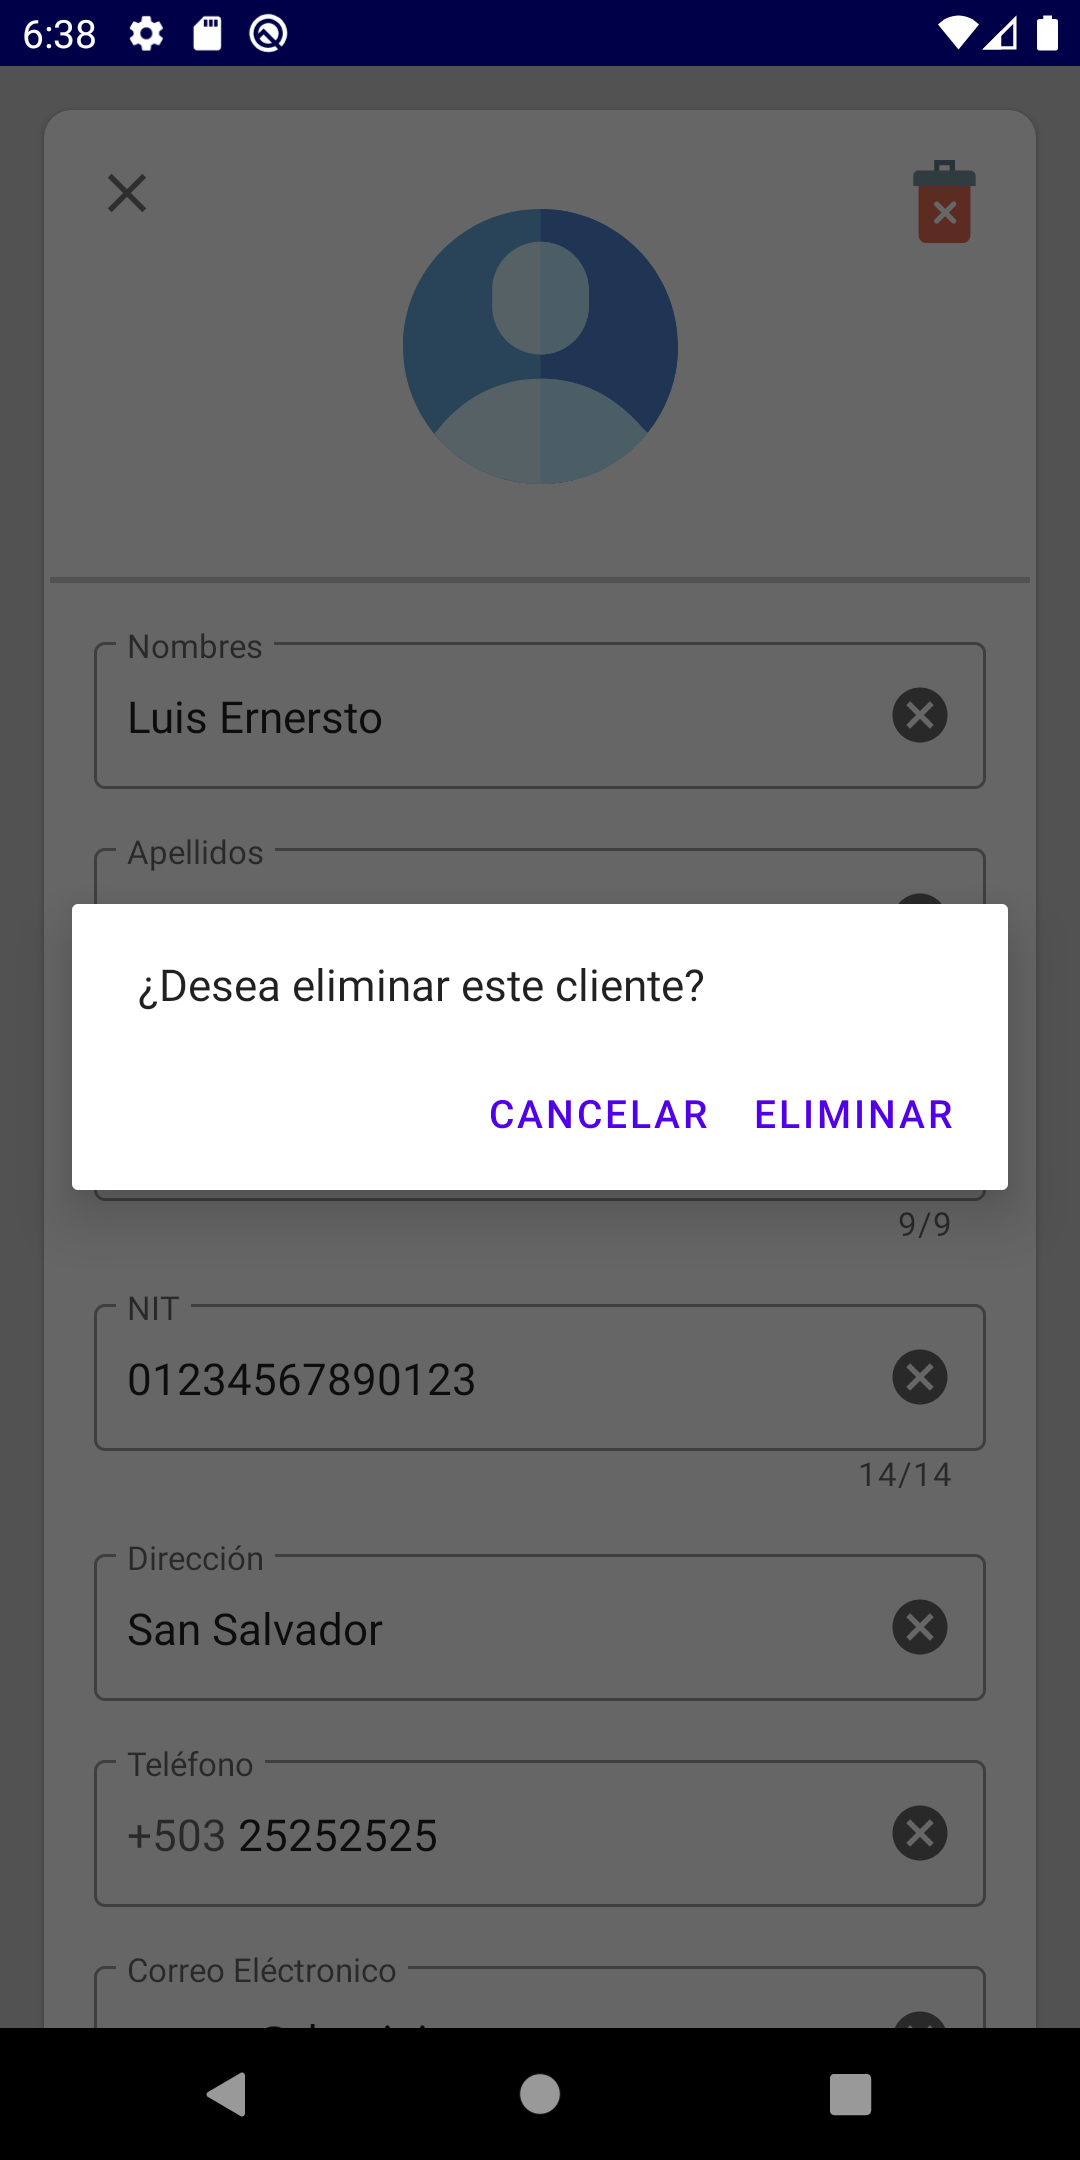 6:38
Nombres
Luis Ernersto
Apellidos
¿Desea eliminar este cliente?
CANCELAR ELIMINAR
9/9
NIT
01234567890123
14/14
Dirección
San Salvador
Teléfono
+503 25252525
Correo Eléctronico